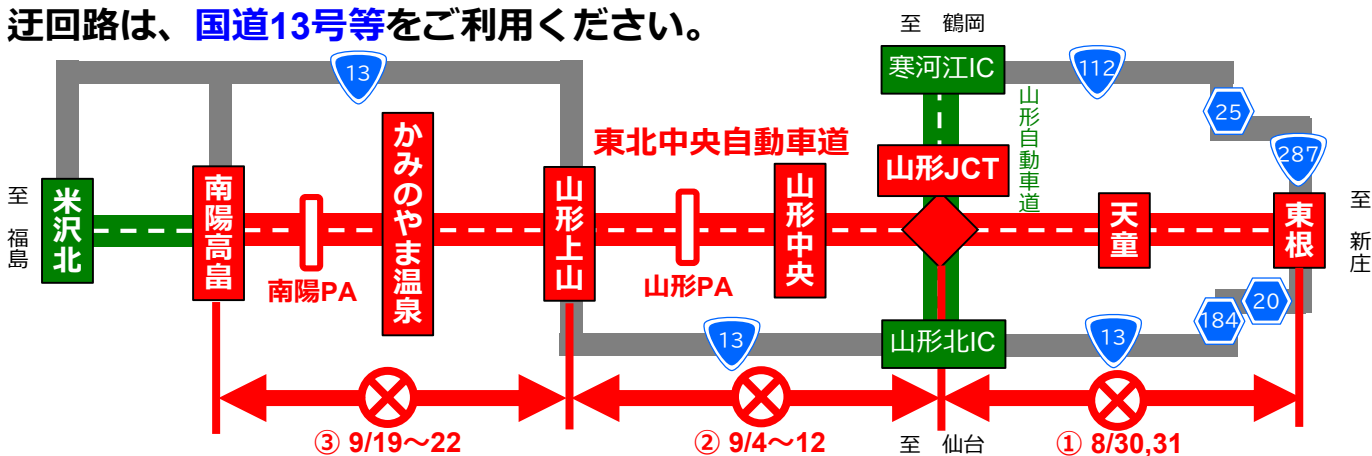 迂回路は、国道13号等をご利用ください。
至 鶴岡
寒河江IC
13
112
25
287
山形自動車道
東北中央自動車道
山形JCT
至 福島
米沢北
南陽高畠
南陽PA
かみのやま温泉
山形上山
山形PA
山形中央
天童
東根
至 新庄
13
山形北IC
13
184
20
③ 9/19～22
② 9/4～12
至 仙台
① 8/30,31